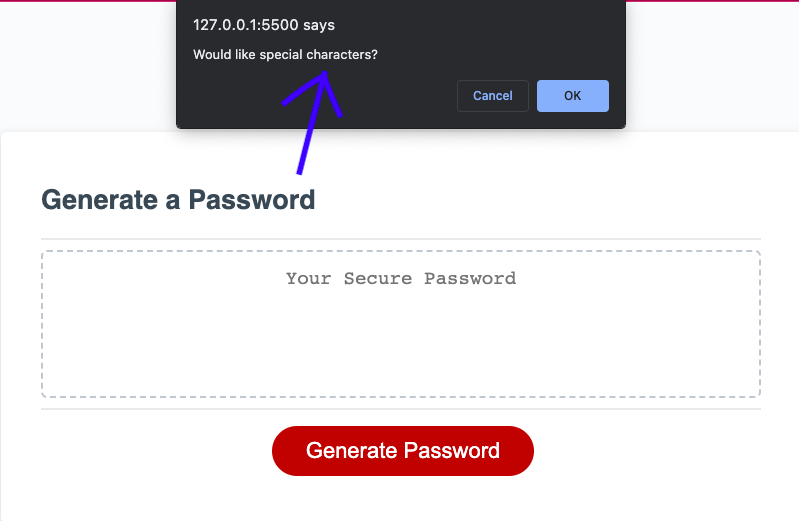 127.0.0.1:5500 says
Would like special characters?
Cancel
OK
Generate a Password
Your Secure Password
Generate Password